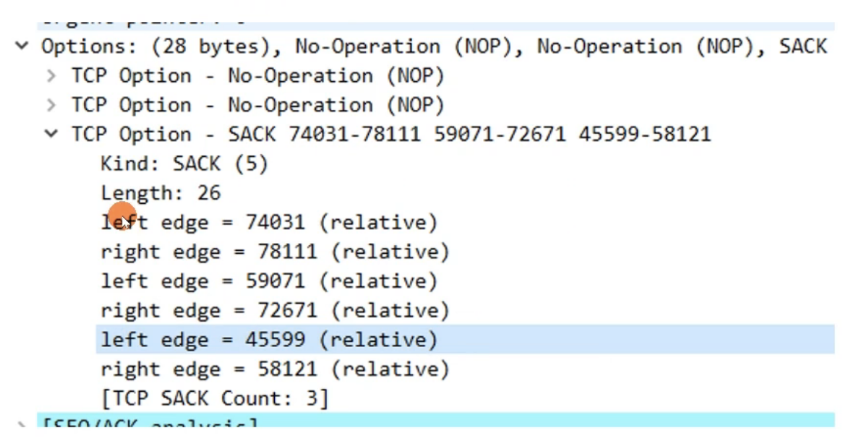 Options: (28 bytes), No-Operation (NOP), No-Operation (NOP), SACK
TCP Option - No-Operation (NOP)
TCP Option - No-Operation (NOP)
TCP Option - SACK 74031-78111 59071-72671 45599-58121
Kind: SACK (5)
Length: 26
left edge = 74031 (relative)
right edge = 78111 (relative)
left edge = 59071 (relative)
right edge = 72671 (relative)
left edge = 45599 (relative)
right edge = 58121 (relative)
[TCP SACK Count: 3]
[SEQ/ACK analysis]